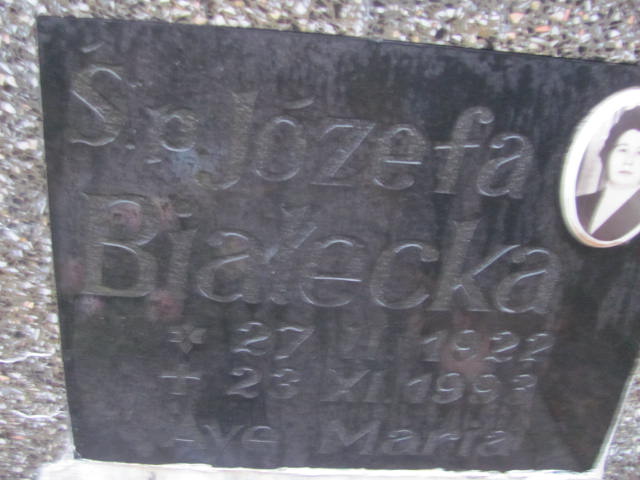 Ś.p. Józefa
Białecka
* 27 II 1922
+ 23 XI 1993
Ave Maria